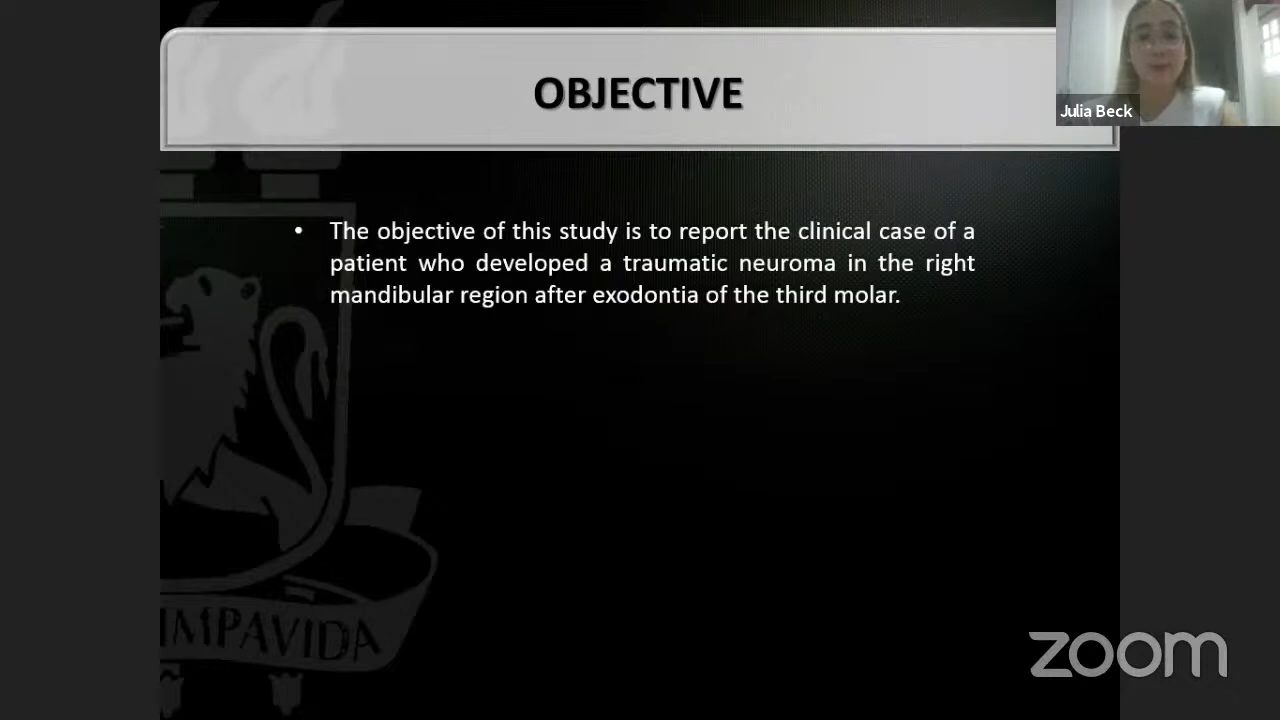 OBJECTIVE
Julia Beck
• The objective of this study is to report the clinical case of a
patient who developed a traumatic neuroma in the right
mandibular region after exodontia of the third molar.
IMPAVIDA
zoom